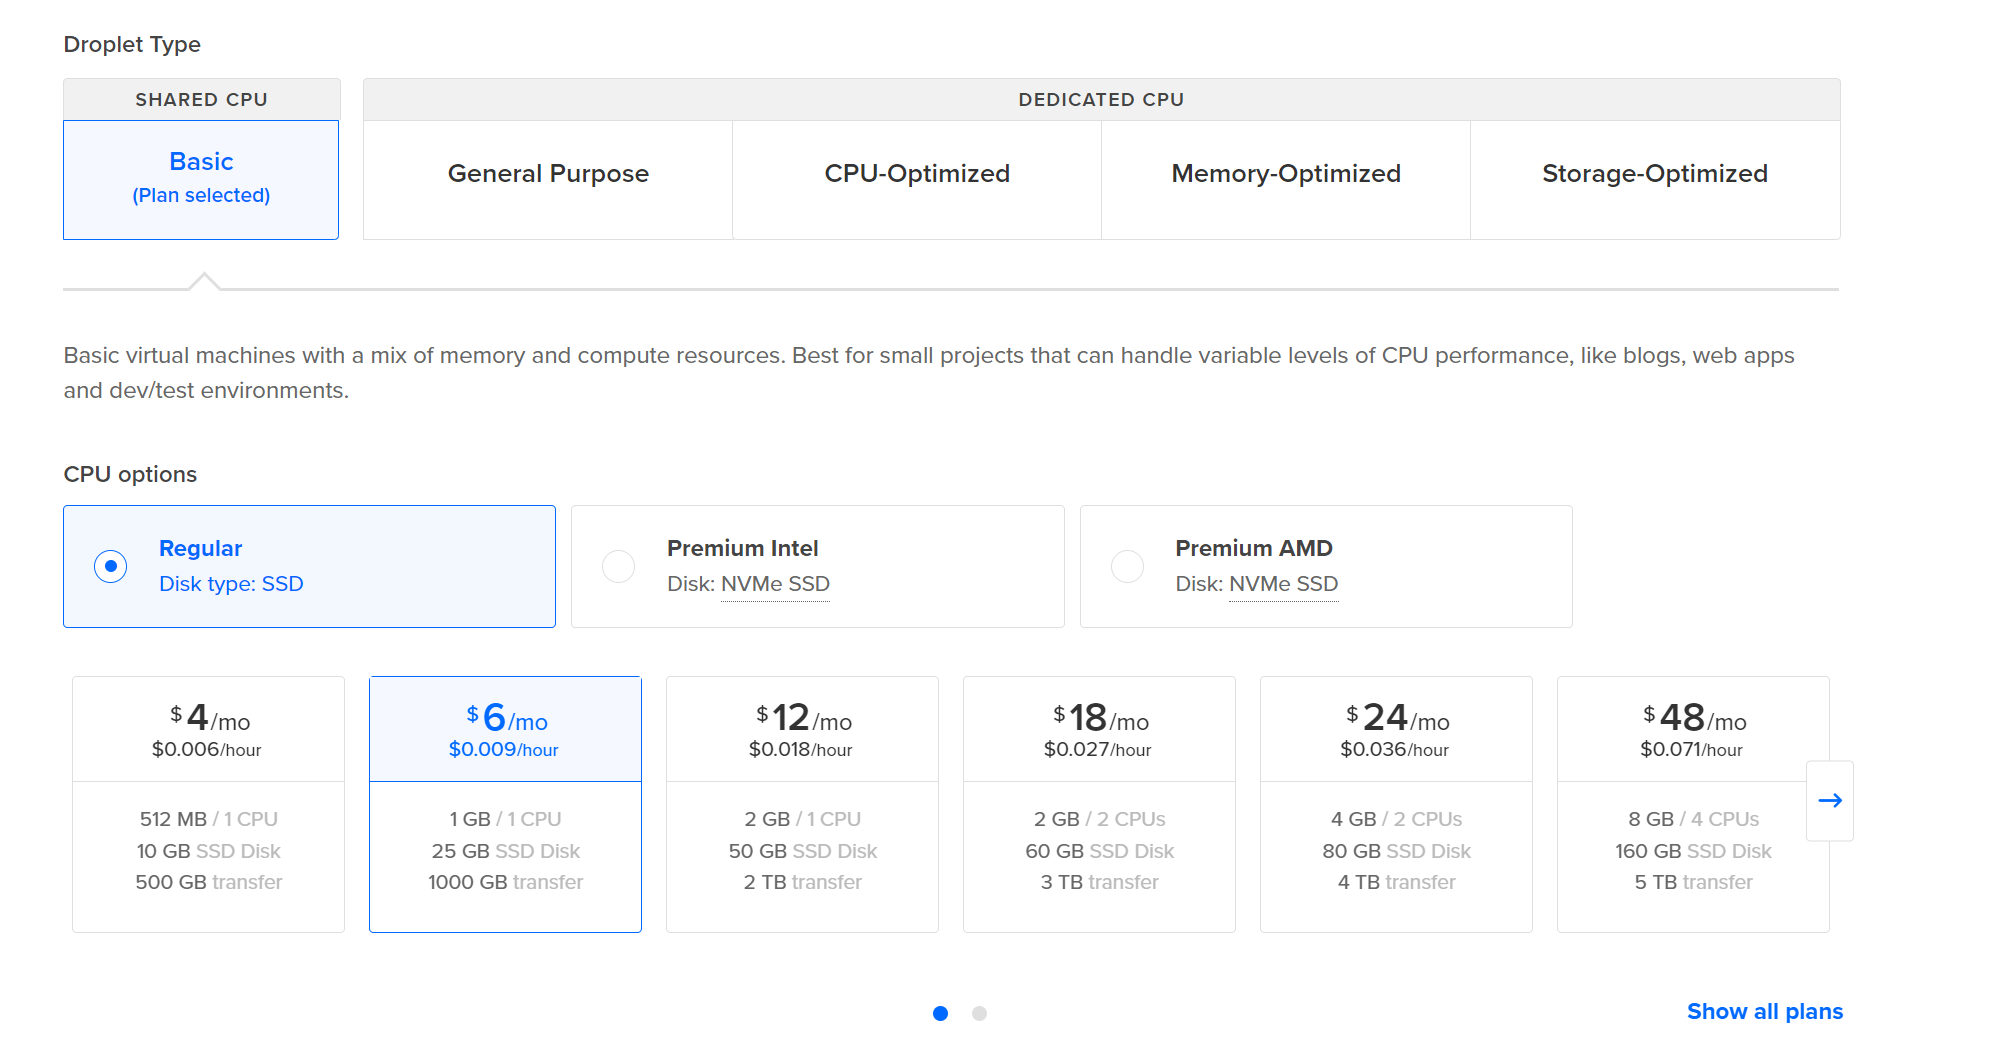 Droplet Type
SHARED CPU
DEDICATED CPU
Basic
(Plan selected)
General Purpose
CPU-Optimized
Memory-Optimized
Storage-Optimized
Basic virtual machines with a mix of memory and compute resources. Best for small projects that can handle variable levels of CPU performance, like blogs, web apps
and dev/test environments.
CPU options
Regular
Disk type: SSD
Premium Intel
Disk: NVMe SSD
Premium AMD
Disk: NVMe SSD
$4/mo
$0.006/hour
512 MB / 1 CPU
10 GB SSD Disk
500 GB transfer
$6/mo
$0.009/hour
1 GB / 1 CPU
25 GB SSD Disk
1000 GB transfer
$12/mo
$0.018/hour
2 GB / 1 CPU
50 GB SSD Disk
2 TB transfer
$18/mo
$0.027/hour
2 GB / 2 CPUs
60 GB SSD Disk
3 TB transfer
$24/mo
$0.036/hour
4 GB / 2 CPUs
80 GB SSD Disk
4 TB transfer
$48/mo
$0.071/hour
8 GB / 4 CPUs
160 GB SSD Disk
5 TB transfer
Show all plans